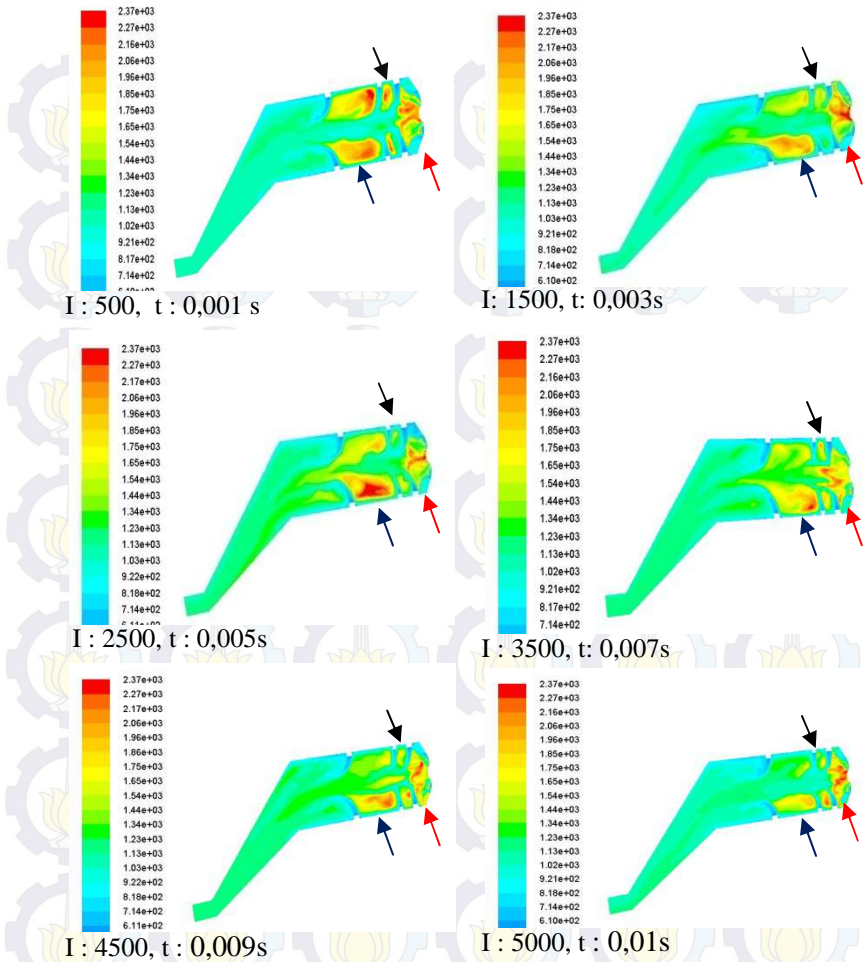 2.37e+03
2.27e+03
2.17e+03
2.06e+03
1.96e+03
1.85e+03
1.75e+03
1.65e+03
1.54e+03
1.44e+03
1.34e+03
1.23e+03
1.13e+03
1.03e+03
9.21e+02
8.17e+02
7.14e+02
I : 500, t : 0,001 s
2.37e+03
2.27e+03
2.17e+03
2.06e+03
1.96e+03
1.85e+03
1.75e+03
1.65e+03
1.54e+03
1.44e+03
1.34e+03
1.23e+03
1.13e+03
1.03e+03
9.21e+02
8.17e+02
7.14e+02
6.10e+02
I: 1500, t: 0,003s
2.37e+03
2.27e+03
2.17e+03
2.06e+03
1.96e+03
1.85e+03
1.75e+03
1.65e+03
1.54e+03
1.44e+03
1.34e+03
1.23e+03
1.13e+03
1.03e+03
9.22e+02
8.18e+02
7.14e+02
I : 2500, t : 0,005s
2.37e+03
2.27e+03
2.16e+03
2.06e+03
1.96e+03
1.85e+03
1.75e+03
1.65e+03
1.54e+03
1.44e+03
1.34e+03
1.23e+03
1.13e+03
1.02e+03
9.21e+02
8.17e+02
7.14e+02
I : 3500, t: 0,007s
2.37e+03
2.27e+03
2.17e+03
2.06e+03
1.96e+03
1.86e+03
1.75e+03
1.65e+03
1.54e+03
1.44e+03
1.34e+03
1.23e+03
1.13e+03
1.03e+03
9.22e+02
8.18e+02
7.14e+02
6.11e+02
I : 4500, t : 0,009s
2.37e+03
2.27e+03
2.16e+03
2.06e+03
1.96e+03
1.85e+03
1.75e+03
1.65e+03
1.54e+03
1.44e+03
1.34e+03
1.23e+03
1.13e+03
1.03e+03
9.21e+02
8.17e+02
7.14e+02
6.10e+02
I : 5000, t : 0,01s